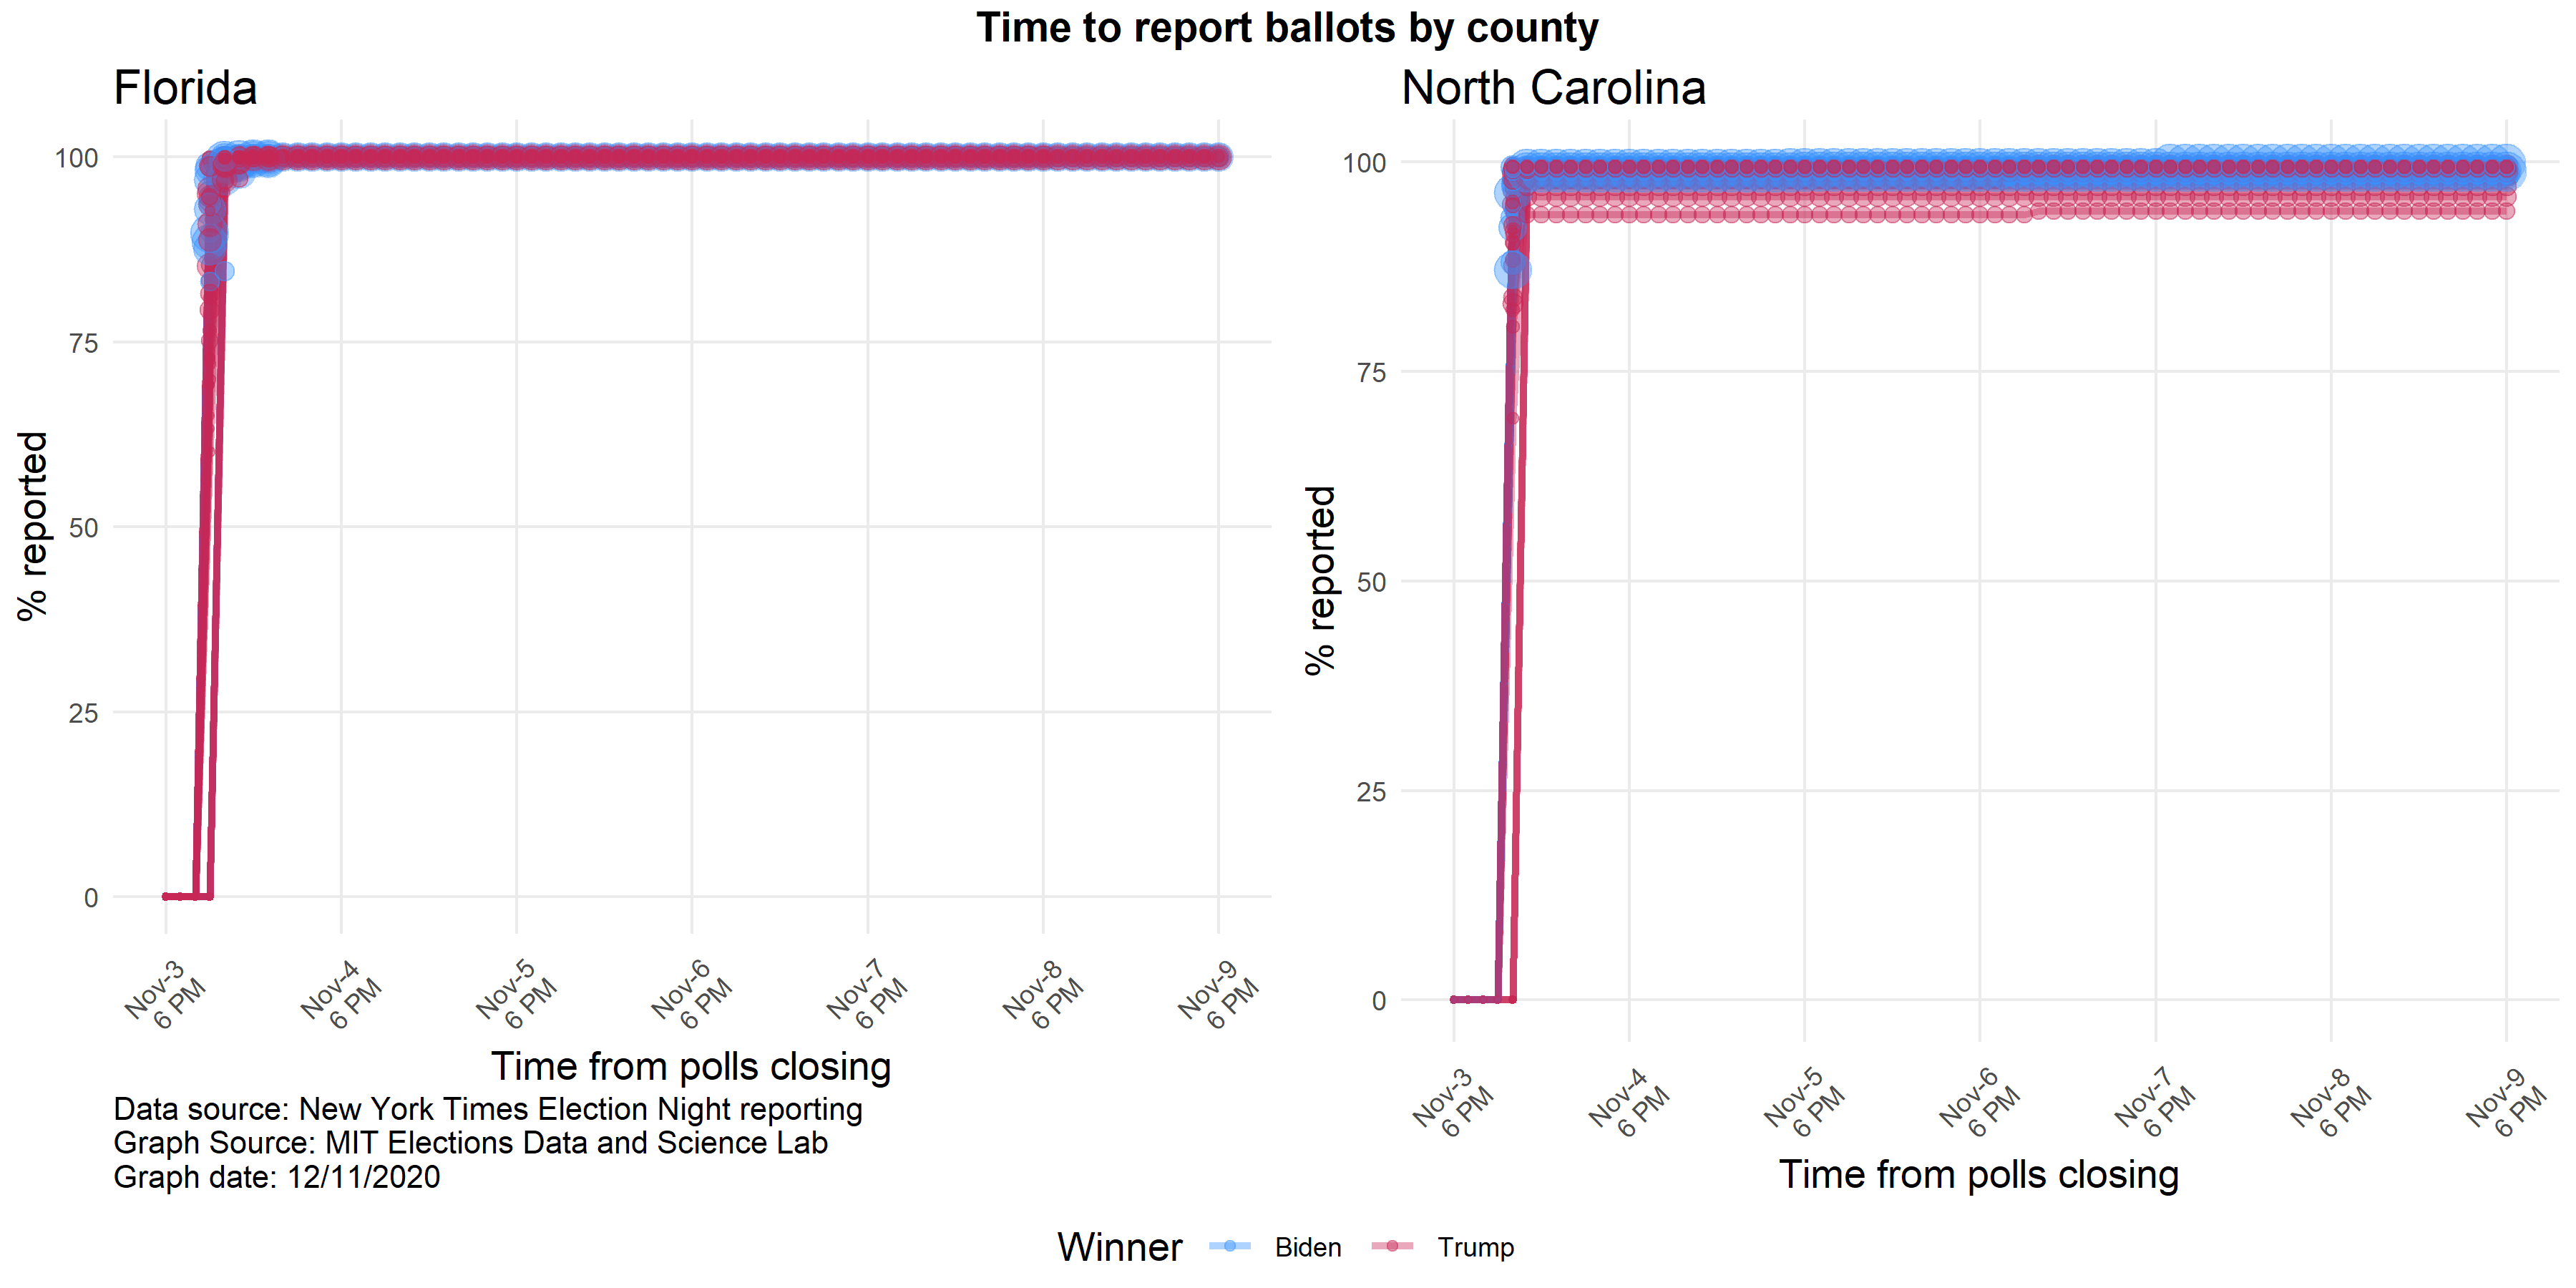 Time to report ballots by county
Florida
100
75
50
25
0
% reported
Nov-3
6 PM
Nov-4
6 PM
Nov-5
6 PM
Nov-6
6 PM
Nov-7
6 PM
Nov-8
6 PM
Nov-9
6 PM
Time from polls closing
Data source: New York Times Election Night reporting
Graph Source: MIT Elections Data and Science Lab
Graph date: 12/11/2020
North Carolina
100
75
50
25
0
% reported
Nov-3
6 PM
Nov-4
6 PM
Nov-5
6 PM
Nov-6
6 PM
Nov-7
6 PM
Nov-8
6 PM
Nov-9
6 PM
Time from polls closing
Winner Biden Trump